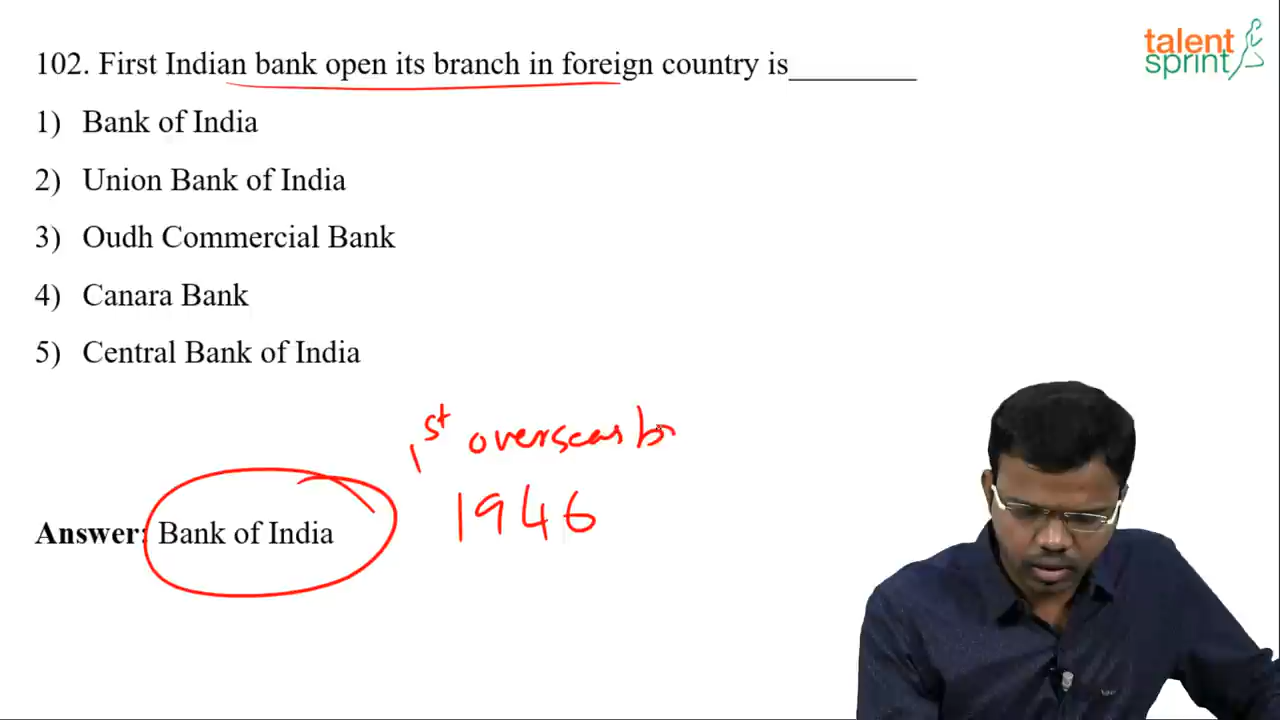 talent
sprint
102. First Indian bank open its branch in foreign country is_________
1) Bank of India
2) Union Bank of India
3) Oudh Commercial Bank
4) Canara Bank
5) Central Bank of India
1st overseas
1946
Answer: Bank of India